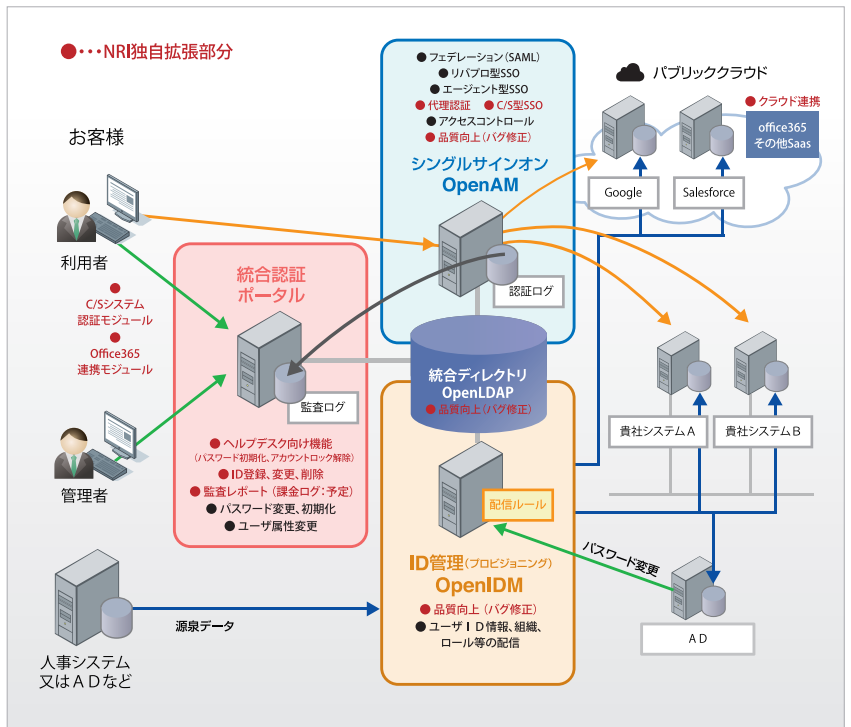 ●・・・NRI独自拡張部分
● フェデレーション(SAML)
● リバプロ型SSO
● エージェント型SSO
● 代理認証 ● C/S型SSO
● アクセスコントロール
● 品質向上(バグ修正)
シングルサインオン
OpenAM
認証ログ
パブリッククラウド
● クラウド連携
office365
その他Saas
Google
Salesforce
お客様
利用者
●
C/Sシステム
認証モジュール
●
Office365
連携モジュール
管理者
統合認証
ポータル
監査ログ
● ヘルプデスク向け機能
(パスワード初期化、アカウントロック解除)
● ID登録、変更、削除
● 監査レポート(課金ログ:予定)
● パスワード変更、初期化
● ユーザ属性変更
統合ディレクトリ
OpenLDAP
● 品質向上(バグ修正)
貴社システムA
貴社システムB
配信ルール
ID管理(プロビジョニング)
OpenIDM
● 品質向上(バグ修正)
● ユーザID情報、組織、
ロール等の配信
パスワード変更
AD
源泉データ
人事システム
又はADなど